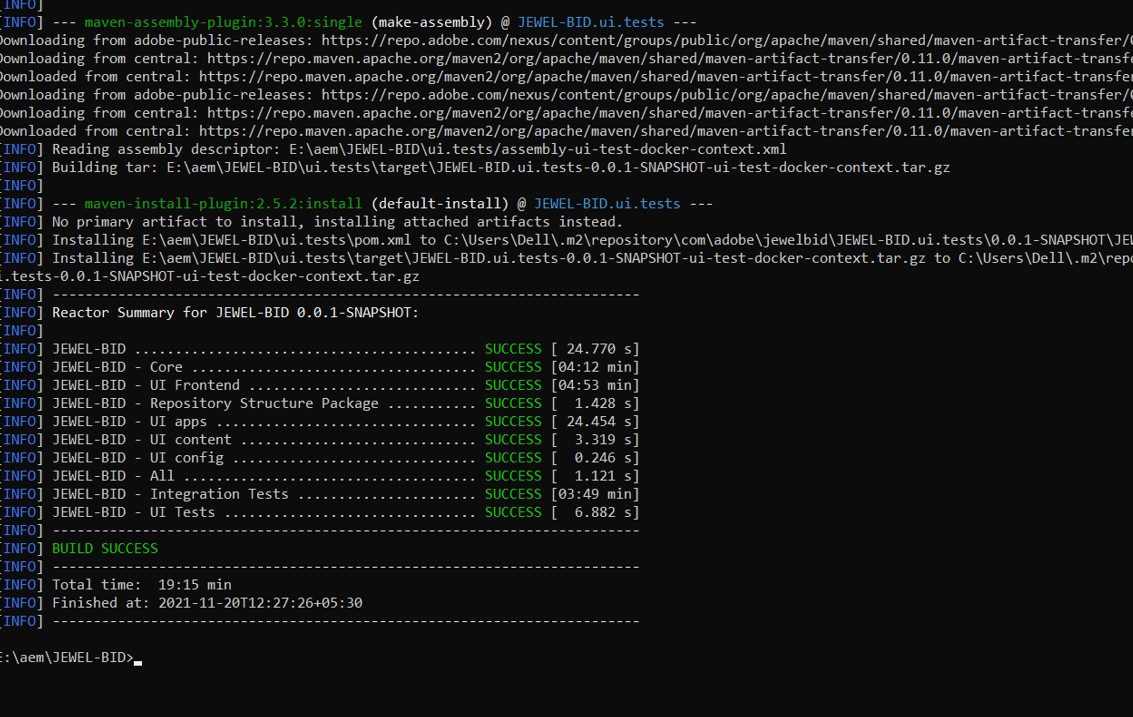 [INFO]
[INFO] --- maven-assembly-plugin:3.3.0:single (make-assembly) @ JEWEL-BID.ui.tests ---
Downloading from adobe-public-releases: https://repo.adobe.com/nexus/content/groups/public/org/apache/maven/shared/maven-artifact-transfer/
Downloading from central: https://repo.maven.apache.org/maven2/org/apache/maven/shared/maven-artifact-transfer/0.11.0/maven-artifact-transfe
Downloaded from central: https://repo.maven.apache.org/maven2/org/apache/maven/shared/maven-artifact-transfer/0.11.0/maven-artifact-transfer
Downloading from adobe-public-releases: https://repo.adobe.com/nexus/content/groups/public/org/apache/maven/shared/maven-artifact-transfer/
Downloading from central: https://repo.maven.apache.org/maven2/org/apache/maven/shared/maven-artifact-transfer/0.11.0/maven-artifact-transfe
Downloaded from central: https://repo.maven.apache.org/maven2/org/apache/maven/shared/maven-artifact-transfer/0.11.0/maven-artifact-transfer
[INFO] Reading assembly descriptor: E:\aem\JEWEL-BID\ui.tests/assembly-ui-test-docker-context.xml
[INFO] Building tar: E:\aem\JEWEL-BID\ui.tests\target\JEWEL-BID.ui.tests-0.0.1-SNAPSHOT-ui-test-docker-context.tar.gz
[INFO]
[INFO] --- maven-install-plugin:2.5.2:install (default-install) @ JEWEL-BID.ui.tests ---
[INFO] No primary artifact to install, installing attached artifacts instead.
[INFO] Installing E:\aem\JEWEL-BID\ui.tests\pom.xml to C:\Users\Dell\.m2\repository\com\adobe\jewelbid\JEWEL-BID.ui.tests\0.0.1-SNAPSHOT\JEW
[INFO] Installing E:\aem\JEWEL-BID\ui.tests\target\JEWEL-BID.ui.tests-0.0.1-SNAPSHOT-ui-test-docker-context.tar.gz to C:\Users\Dell\.m2\repo
i.tests-0.0.1-SNAPSHOT-ui-test-docker-context.tar.gz
[INFO] ------------------------------------------------------------------------
[INFO] Reactor Summary for JEWEL-BID 0.0.1-SNAPSHOT:
[INFO]
[INFO] JEWEL-BID .......................................... SUCCESS [ 24.770 s]
[INFO] JEWEL-BID - Core ................................... SUCCESS [04:12 min]
[INFO] JEWEL-BID - UI Frontend ............................ SUCCESS [04:53 min]
[INFO] JEWEL-BID - Repository Structure Package ........... SUCCESS [  1.428 s]
[INFO] JEWEL-BID - UI apps ................................ SUCCESS [ 24.454 s]
[INFO] JEWEL-BID - UI content ............................. SUCCESS [  3.319 s]
[INFO] JEWEL-BID - UI config .............................. SUCCESS [  0.246 s]
[INFO] JEWEL-BID - All .................................... SUCCESS [  1.121 s]
[INFO] JEWEL-BID - Integration Tests ...................... SUCCESS [03:49 min]
[INFO] JEWEL-BID - UI Tests ............................... SUCCESS [  6.882 s]
[INFO] ------------------------------------------------------------------------
[INFO] BUILD SUCCESS
[INFO] ------------------------------------------------------------------------
[INFO] Total time:  19:15 min
[INFO] Finished at: 2021-11-20T12:27:26+05:30
[INFO] ------------------------------------------------------------------------
E:\aem\JEWEL-BID>